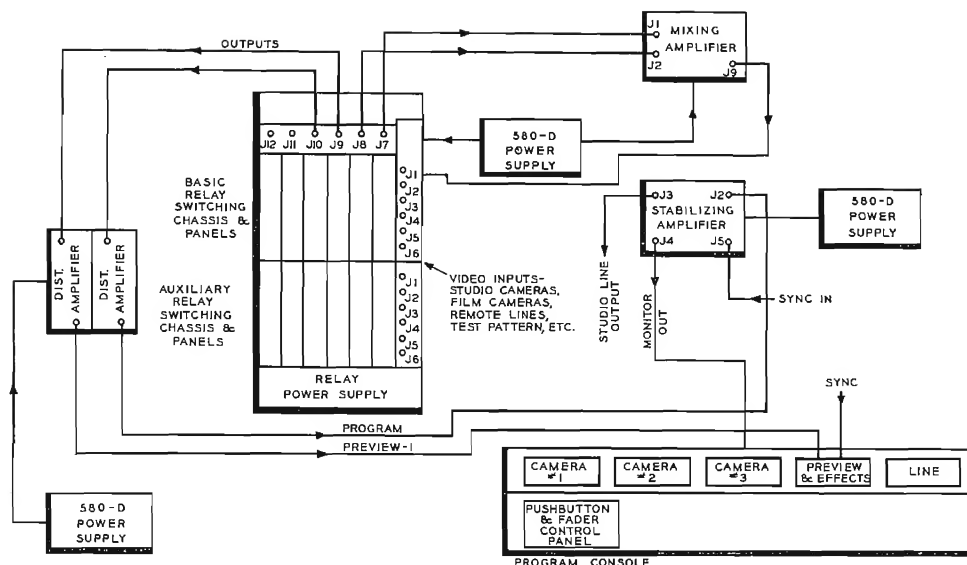 OUTPUTS
J1
J2
MIXING
AMPLIFIER
J9
J12
J11
J10
J9
J8
J7
580-D
POWER
SUPPLY
BASIC
RELAY
SWITCHING
CHASSIS &
PANELS
J1
J2
J3
J4
J5
J6
J3
J2
STABILIZING
AMPLIFIER
J4
J5
580-D
POWER
SUPPLY
DIST.
AMPLIFIER
DIST.
AMPLIFIER
AUXILIARY
RELAY
SWITCHING
CHASSIS &
PANELS
J1
J2
J3
J4
J5
J6
VIDEO INPUTS-
STUDIO CAMERAS,
FILM CAMERAS,
REMOTE LINES,
TEST PATTERN, ETC.
STUDIO LINE
OUTPUT
MONITOR
OUT
SYNC IN
RELAY
POWER SUPPLY
SYNC
PROGRAM
PREVIEW-1
CAMERA
#1
CAMERA
#2
CAMERA
#3
PREVIEW
& EFFECTS
LINE
580-D
POWER
SUPPLY
PUSHBUTTON
& FADER
CONTROL
PANEL
PROGRAM CONSOLE